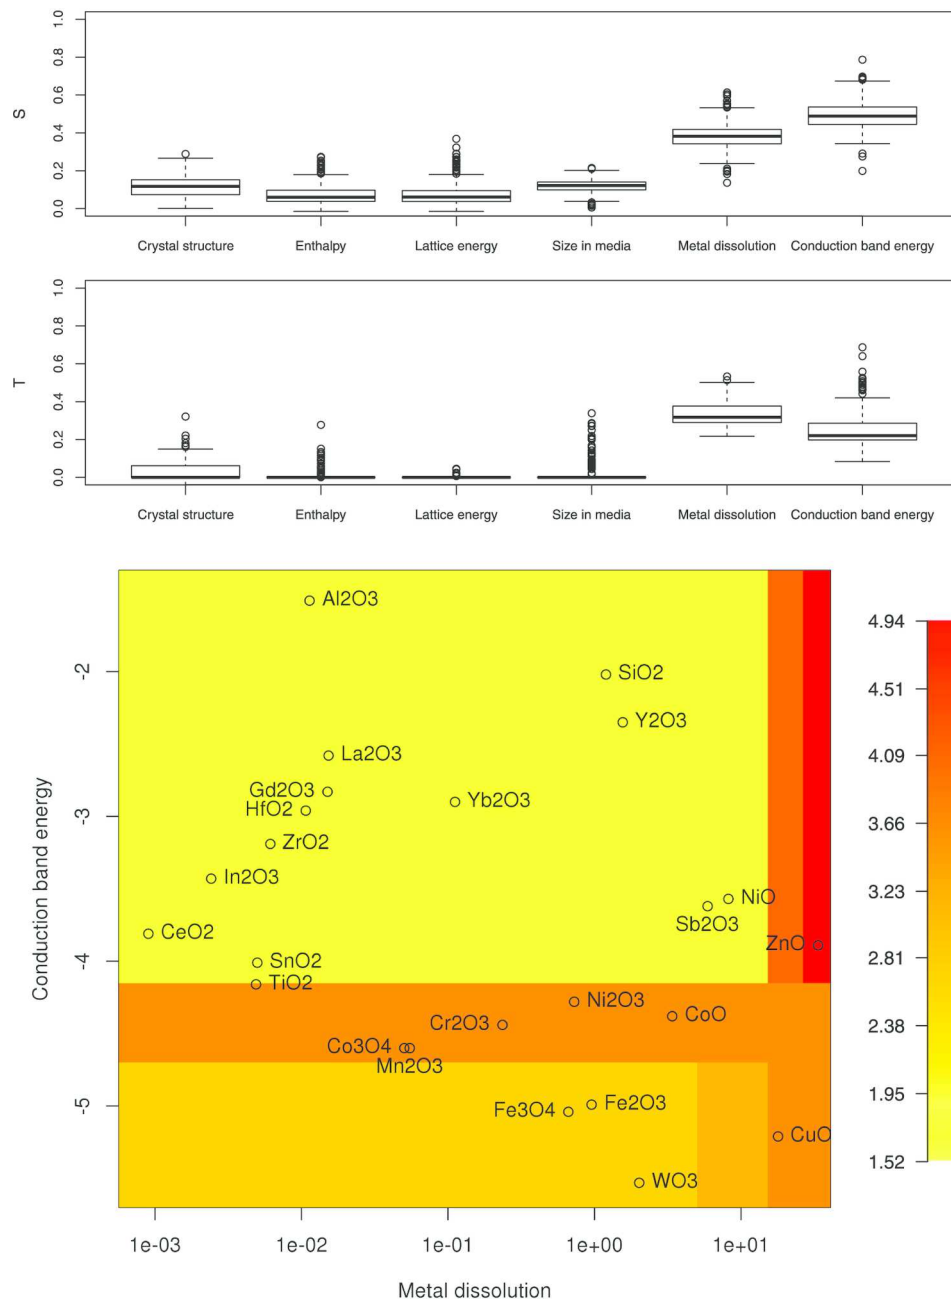 1.0
0.8
0.6
0.4
0.2
0.0
S
Crystal structure Enthalpy Lattice energy Size in media Metal dissolution Conduction band energy
1.0
0.8
0.6
0.4
0.2
0.0
T
Crystal structure Enthalpy Lattice energy Size in media Metal dissolution Conduction band energy
Al2O3
SiO2
Y2O3
La2O3
Gd2O3
Yb2O3
HfO2
ZrO2
In2O3
NiO
Sb2O3
CeO2
ZnO
SnO2
TiO2
Ni2O3
CoO
Cr2O3
Co3O4
Mn2O3
Fe3O4
Fe2O3
CuO
WO3
-2
-3
-4
-5
Conduction band energy
1e-03 1e-02 1e-01 1e+00 1e+01
Metal dissolution
4.94
4.51
4.09
3.66
3.23
2.81
2.38
1.95
1.52